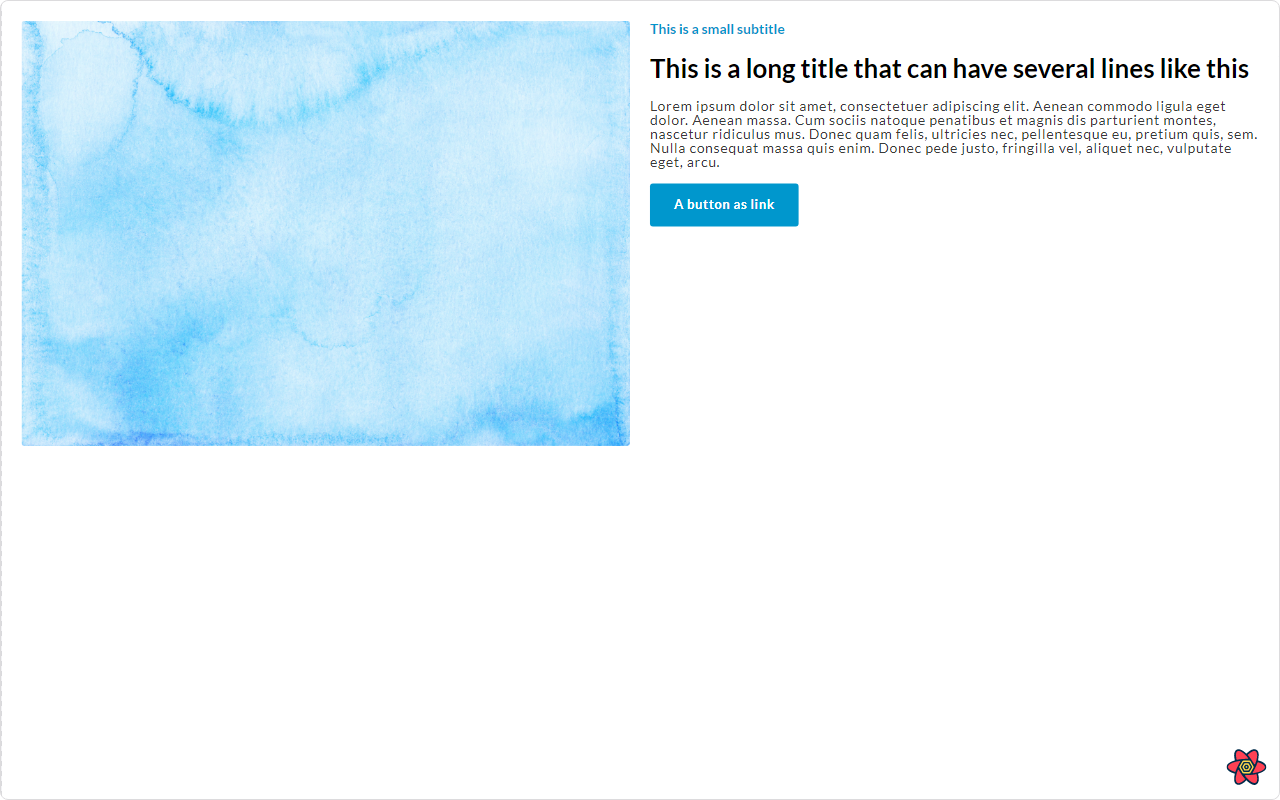 This is a small subtitle
This is a long title that can have several lines like this
Lorem ipsum dolor sit amet, consectetuer adipiscing elit. Aenean commodo ligula eget
dolor. Aenean massa. Cum sociis natoque penatibus et magnis dis parturient montes,
nascetur ridiculus mus. Donec quam felis, ultricies nec, pellentesque eu, pretium quis, sem.
Nulla consequat massa quis enim. Donec pede justo, fringilla vel, aliquet nec, vulputate
eget, arcu.
A button as link